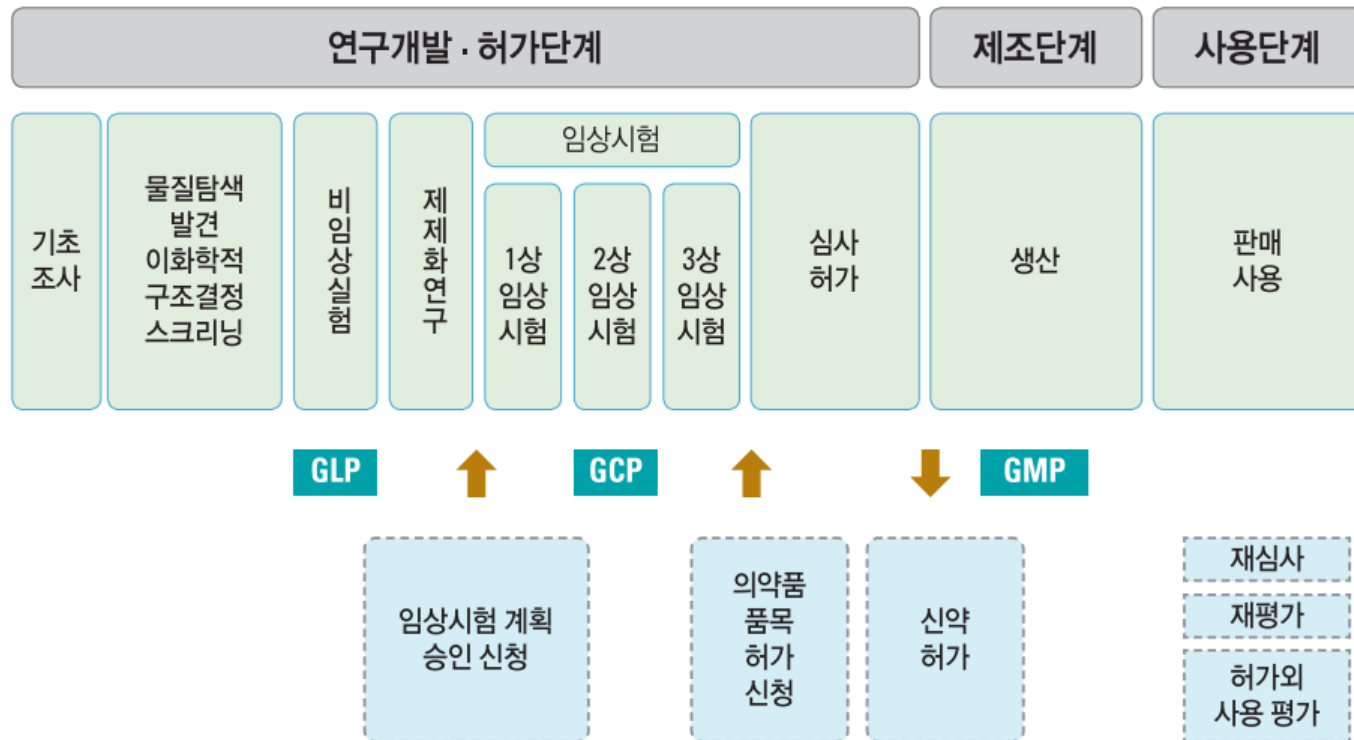 연구개발 · 허가단계
제조단계
사용단계
기초
조사
물질탐색
발견
이화학적
구조결정
스크리닝
비임상실험
제제화연구
임상시험
1상
임상
시험
2상
임상
시험
3상
임상
시험
심사
허가
생산
판매
사용
GLP
GCP
GMP
임상시험 계획
승인 신청
의약품
품목
허가
신청
신약
허가
재심사
재평가
허가외
사용 평가